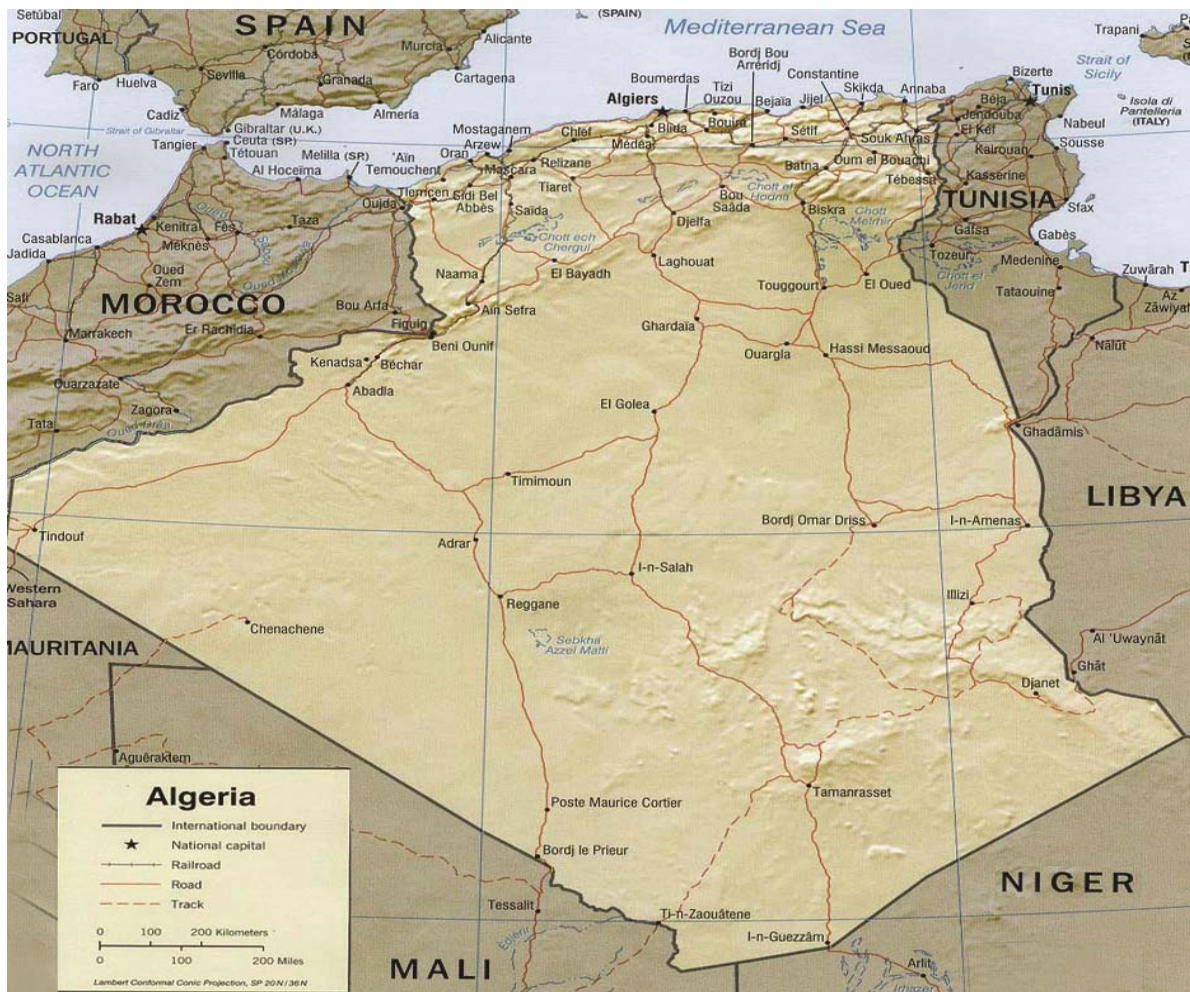 Setúbal
PORTUGAL
SPAIN
(SPAIN)
Mediterranean Sea
Trapani
Alicante
Murcia
Córdoba
Cartagena
Faro
Huelva
Sevilla
Granada
Strait of
Sicily
Cadiz
Málaga
Almería
Isola di
Pantelleria
(ITALY)
Strait of Gibraltar
Gibraltar (U.K.)
Ceuta (SP.)
Tangier
Tétouan
Melilla (SP.)
Al Hoceïma
NORTH
ATLANTIC
OCEAN
Algiers
Boumerdas
Tizi
Ouzou
Bejaïa
Bordj Bou
Arréridj
Jijel
Constantine
Skikda
Annaba
Bizerte
Tunis
Béja
Jendouba
El Kef
Nabeul
Sousse
Kairouan
Kasserine
TUNISIA
Sfax
Gafsa
Gabès
Tozeur
Chott el
Jerid
Medenine
Tataouine
Zuwārah
Az
Zāwiyah
Nālūt
Mostaganem
Arzew
Oran
'Aïn
Temouchent
Chlef
Blida
Médéa
Bouira
Sétif
Souk Ahras
Batna
Oum el Bouaghi
Tébessa
Relizane
Mascara
Tiaret
Tlemcen
Sidi Bel
Abbès
Saïda
Oujda
Chott el
Hodna
Bou
Saâda
Biskra
Chott
Melrhir
Djelfa
Chott ech
Chergui
Rabat
Kenitra
Fès
Taza
Meknès
Casablanca
Jadida
Oued
Zem
Safi
MOROCCO
Bou Arfa
Figuig
Marrakech
Er Rachidia
Ouarzazate
Zagora
Tata
Oued Drâa
Naama
El Bayadh
Aïn Sefra
Laghouat
Touggourt
El Oued
Beni Ounif
Kenadsa
Béchar
Abadla
Ghardaïa
Ouargla
Hassi Messaoud
El Golea
Ghadāmis
Timimoun
LIBYA
Tindouf
Adrar
Bordj Omar Driss
I-n-Amenas
Western
Sahara
I-n-Salah
Reggane
Illizi
Chenachene
Sebkha
Azzel Matti
Al 'Uwaynāt
Ghāt
Djanet
MAURITANIA
Aguêraktem
Tamanrasset
Poste Maurice Cortier
Bordj le Prieur
Tessalit
Ti-n-Zaouâtene
I-n-Guezzâm
NIGER
MALI
Arlit
Algeria
International boundary
National capital
Railroad
Road
Track
0 100 200 Kilometers
0 100 200 Miles
Lambert Conformal Conic Projection, SP 20N/36N